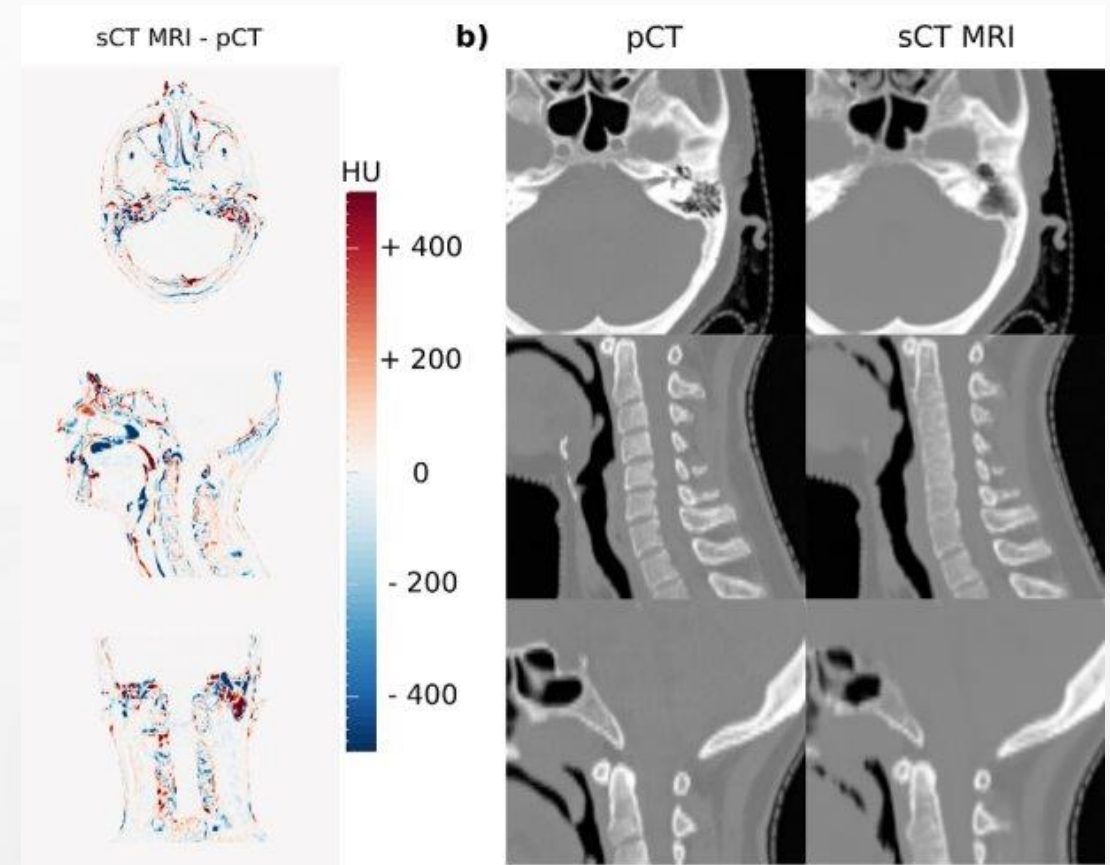 sCT MRI - pCT
HU
+ 400
+ 200
0
- 200
- 400
b)
pCT
sCT MRI